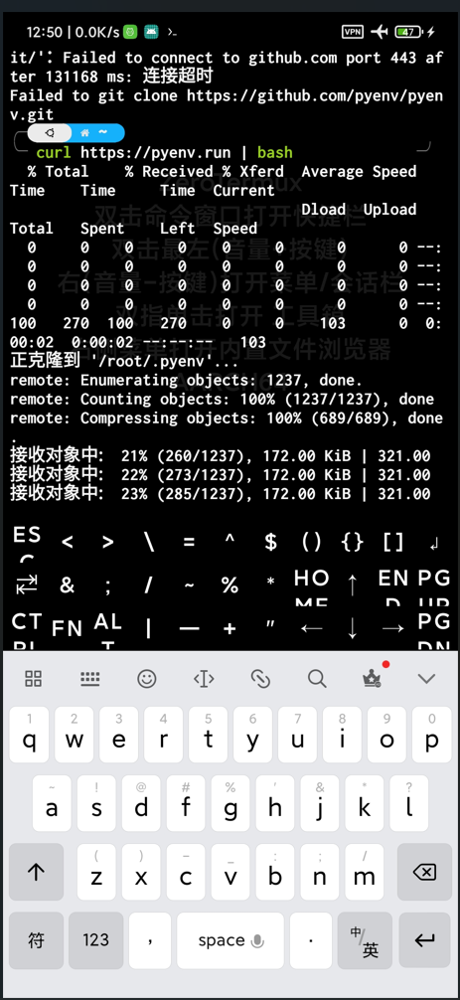 12:50 | 0.0K/s VPN 47
it/'：Failed to connect to github.com port 443 af
ter 131168 ms: 连接超时
Failed to git clone https://github.com/pyenv/pyen
v.git
~
curl https://pyenv.run | bash
% Total % Received % Xferd Average Speed
Time Time Time Current
Dload Upload
Total Spent Left Speed
0 0 0 0 0 0 0 0 --:
0 0 0 0 0 0 0 0 --:
0 0 0 0 0 0 0 0 --:
0 0 0 0 0 0 0 0 --:
100 270 100 270 0 0 103 0 0:
00:02 0:00:02 --:--:-- 103
正克隆到 '/root/.pyenv'...
remote: Enumerating objects: 1237, done.
remote: Counting objects: 100% (1237/1237), done
remote: Compressing objects: 100% (689/689), done
.
接收对象中: 21% (260/1237), 172.00 KiB | 321.00
接收对象中: 22% (273/1237), 172.00 KiB | 321.00
接收对象中: 23% (285/1237), 172.00 KiB | 321.00
双击命令窗口打开快捷栏
双击最左(音量-按键)
右(音量-按键)打开菜单/会话栏
双指单击打开 工具箱
菜单打开内置文件浏览器
ESC < > \ = ^ $ () {} [] ↲
⇆ & ; / ~ % * HOME ↑ END PGUP
CTRL FN ALT | — + " ← ↓ → PGDN
1 2 3 4 5 6 7 8 9 0
q w e r t y u i o p
~ ! @ # % ' & * ?
a s d f g h j k l
( ) - _ : ; /
z x c v b n m
符 123 , space . 中/英